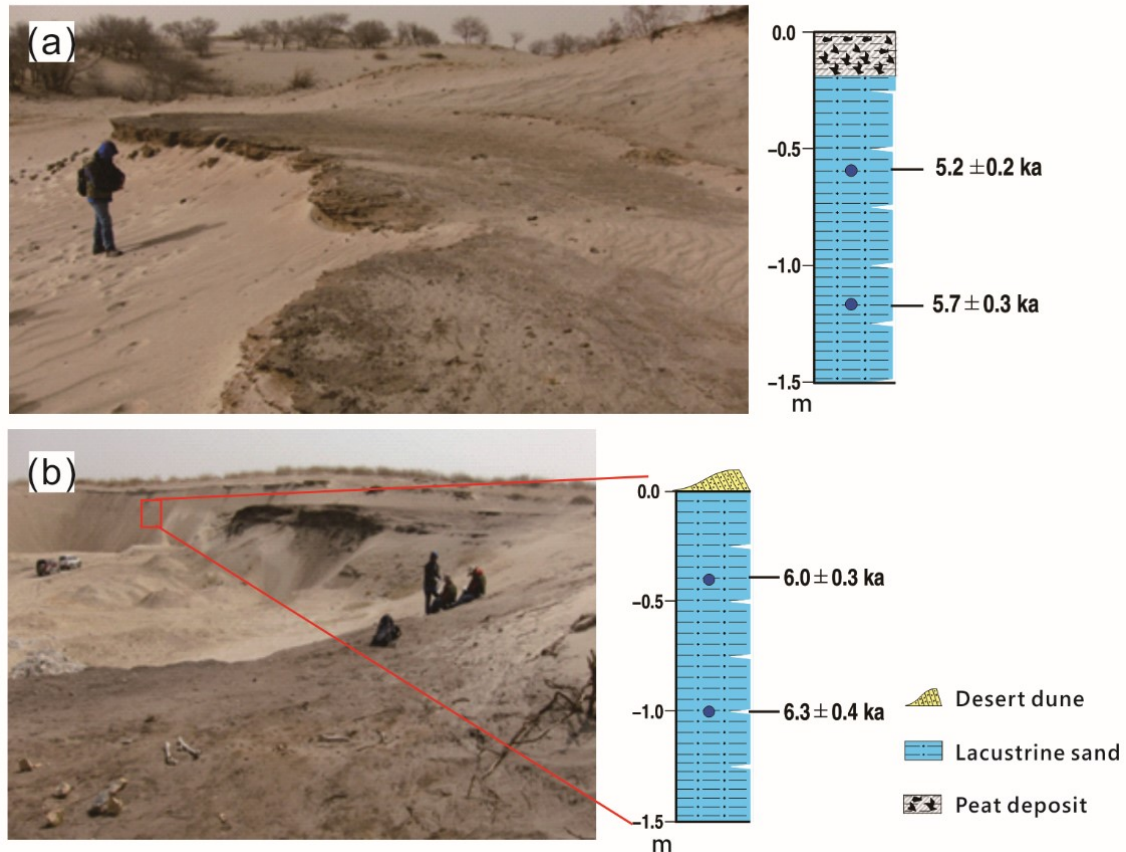 (a)
0.0
-0.5
5.2 ± 0.2 ka
-1.0
5.7 ± 0.3 ka
-1.5
m
(b)
0.0
6.0 ± 0.3 ka
-0.5
-1.0
6.3 ± 0.4 ka
-1.5
m
Desert dune
Lacustrine sand
Peat deposit